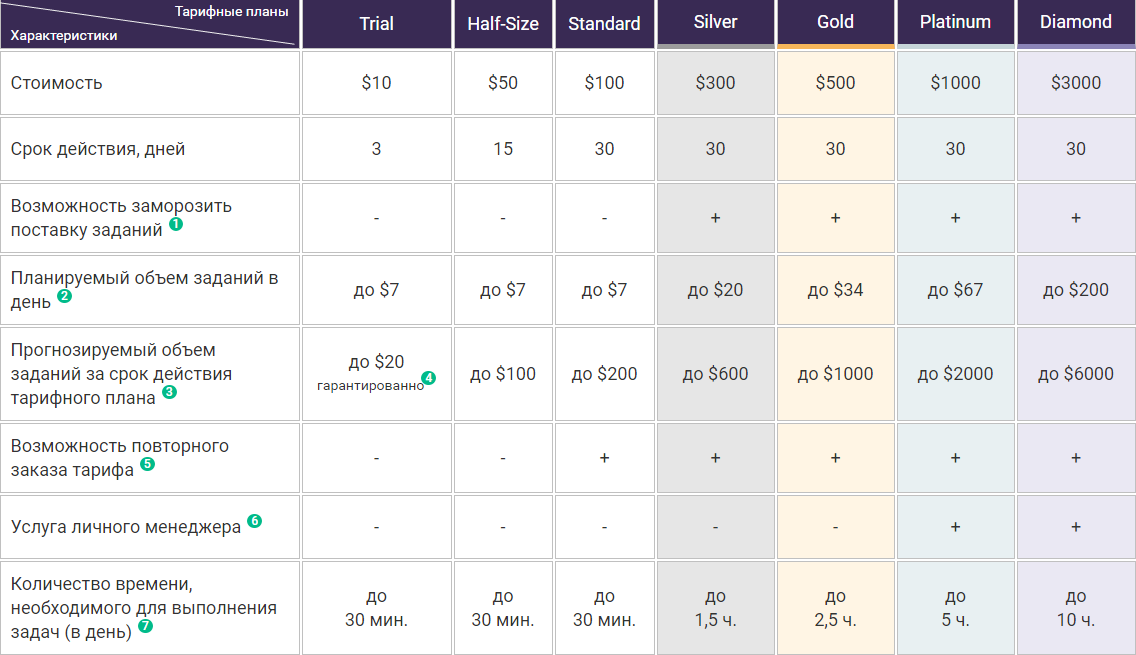 Тарифные планы
Характеристики
Trial
Half-Size
Standard
Silver
Gold
Platinum
Diamond
Стоимость
$10
$50
$100
$300
$500
$1000
$3000
Срок действия, дней
3
15
30
30
30
30
30
Возможность заморозить
поставку заданий 1
-
-
-
+
+
+
+
Планируемый объем заданий в
день 2
до $7
до $7
до $7
до $20
до $34
до $67
до $200
Прогнозируемый объем
заданий за срок действия
тарифного плана 3
до $20
гарантированно 4
до $100
до $200
до $600
до $1000
до $2000
до $6000
Возможность повторного
заказа тарифа 5
-
-
+
+
+
+
+
Услуга личного менеджера 6
-
-
-
-
-
+
+
Количество времени,
необходимого для выполнения
задач (в день) 7
до
30 мин.
до
30 мин.
до
30 мин.
до
1,5 ч.
до
2,5 ч.
до
5 ч.
до
10 ч.